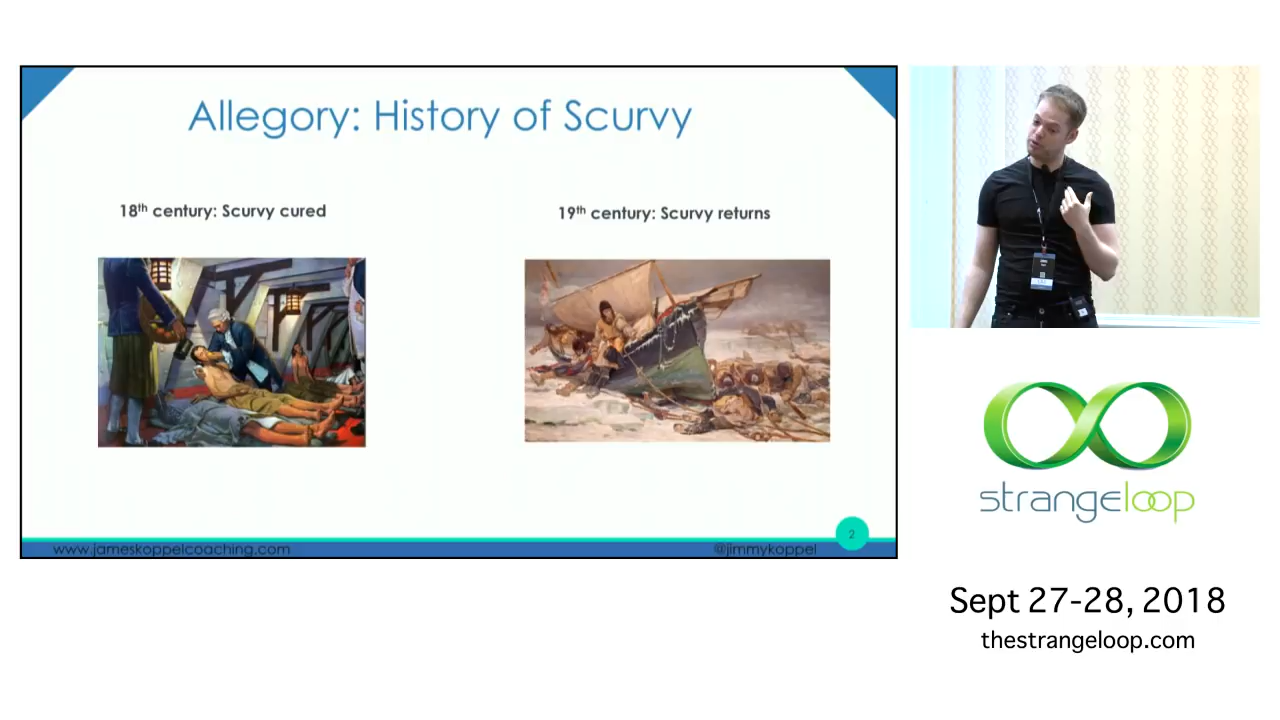 Allegory: History of Scurvy
18th century: Scurvy cured
19th century: Scurvy returns
www.jameskoppelcoaching.com
@jimmykoppel
2
strangeloop
Sept 27-28, 2018
thestrangeloop.com